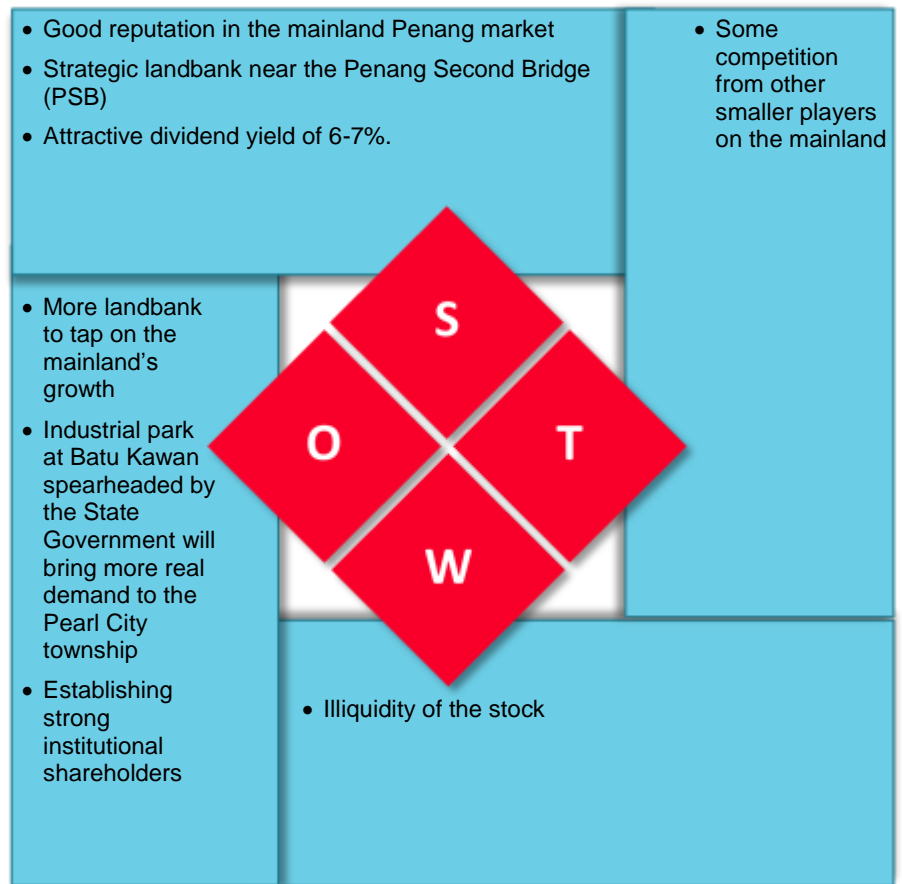 • Good reputation in the mainland Penang market
• Strategic landbank near the Penang Second Bridge
(PSB)
• Attractive dividend yield of 6-7%.
• Some
competition
from other
smaller players
on the mainland
S
O
T
W
• More landbank
to tap on the
mainland’s
growth
• Industrial park
at Batu Kawan
spearheaded by
the State
Government will
bring more real
demand to the
Pearl City
township
• Establishing
strong
institutional
shareholders
• Illiquidity of the stock